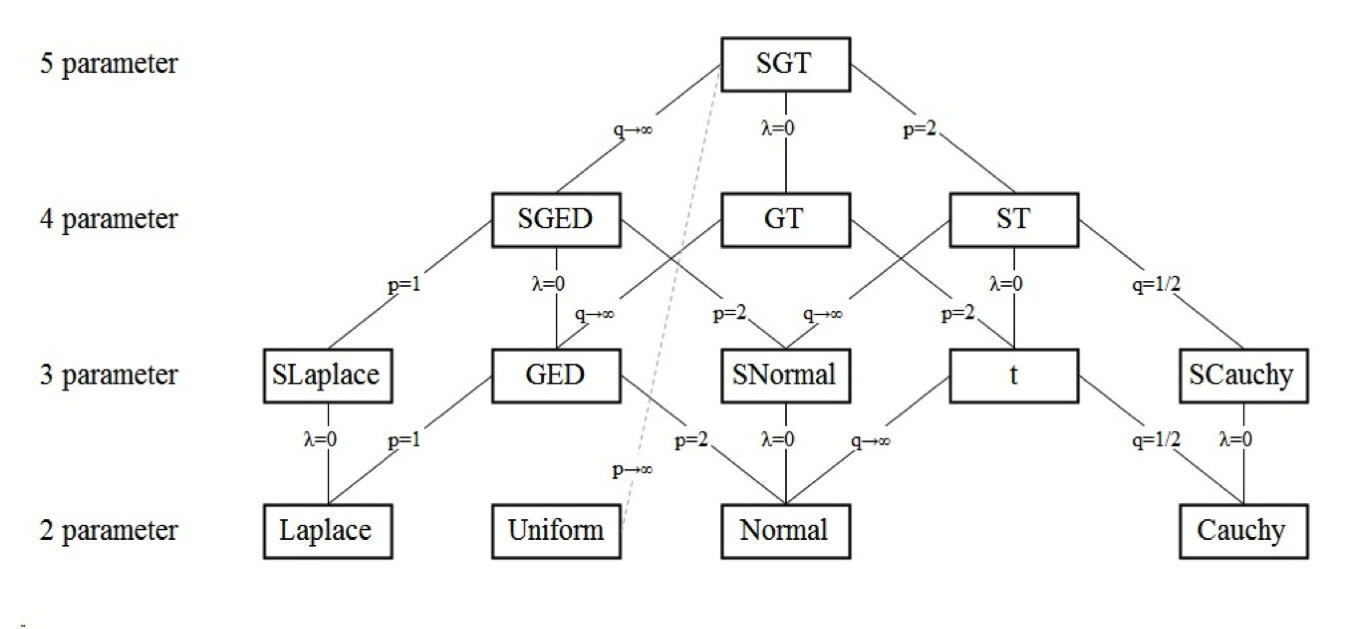 5 parameter SGT
q→∞ λ=0 p=2
4 parameter SGED GT ST
p=1 λ=0 λ=0 q=1/2
q→∞ p=2 q→∞ p=2
3 parameter SLaplace GED SNormal t SCauchy
λ=0 p=1 p=2 λ=0 q→∞ q=1/2 λ=0
p→∞
2 parameter Laplace Uniform Normal Cauchy